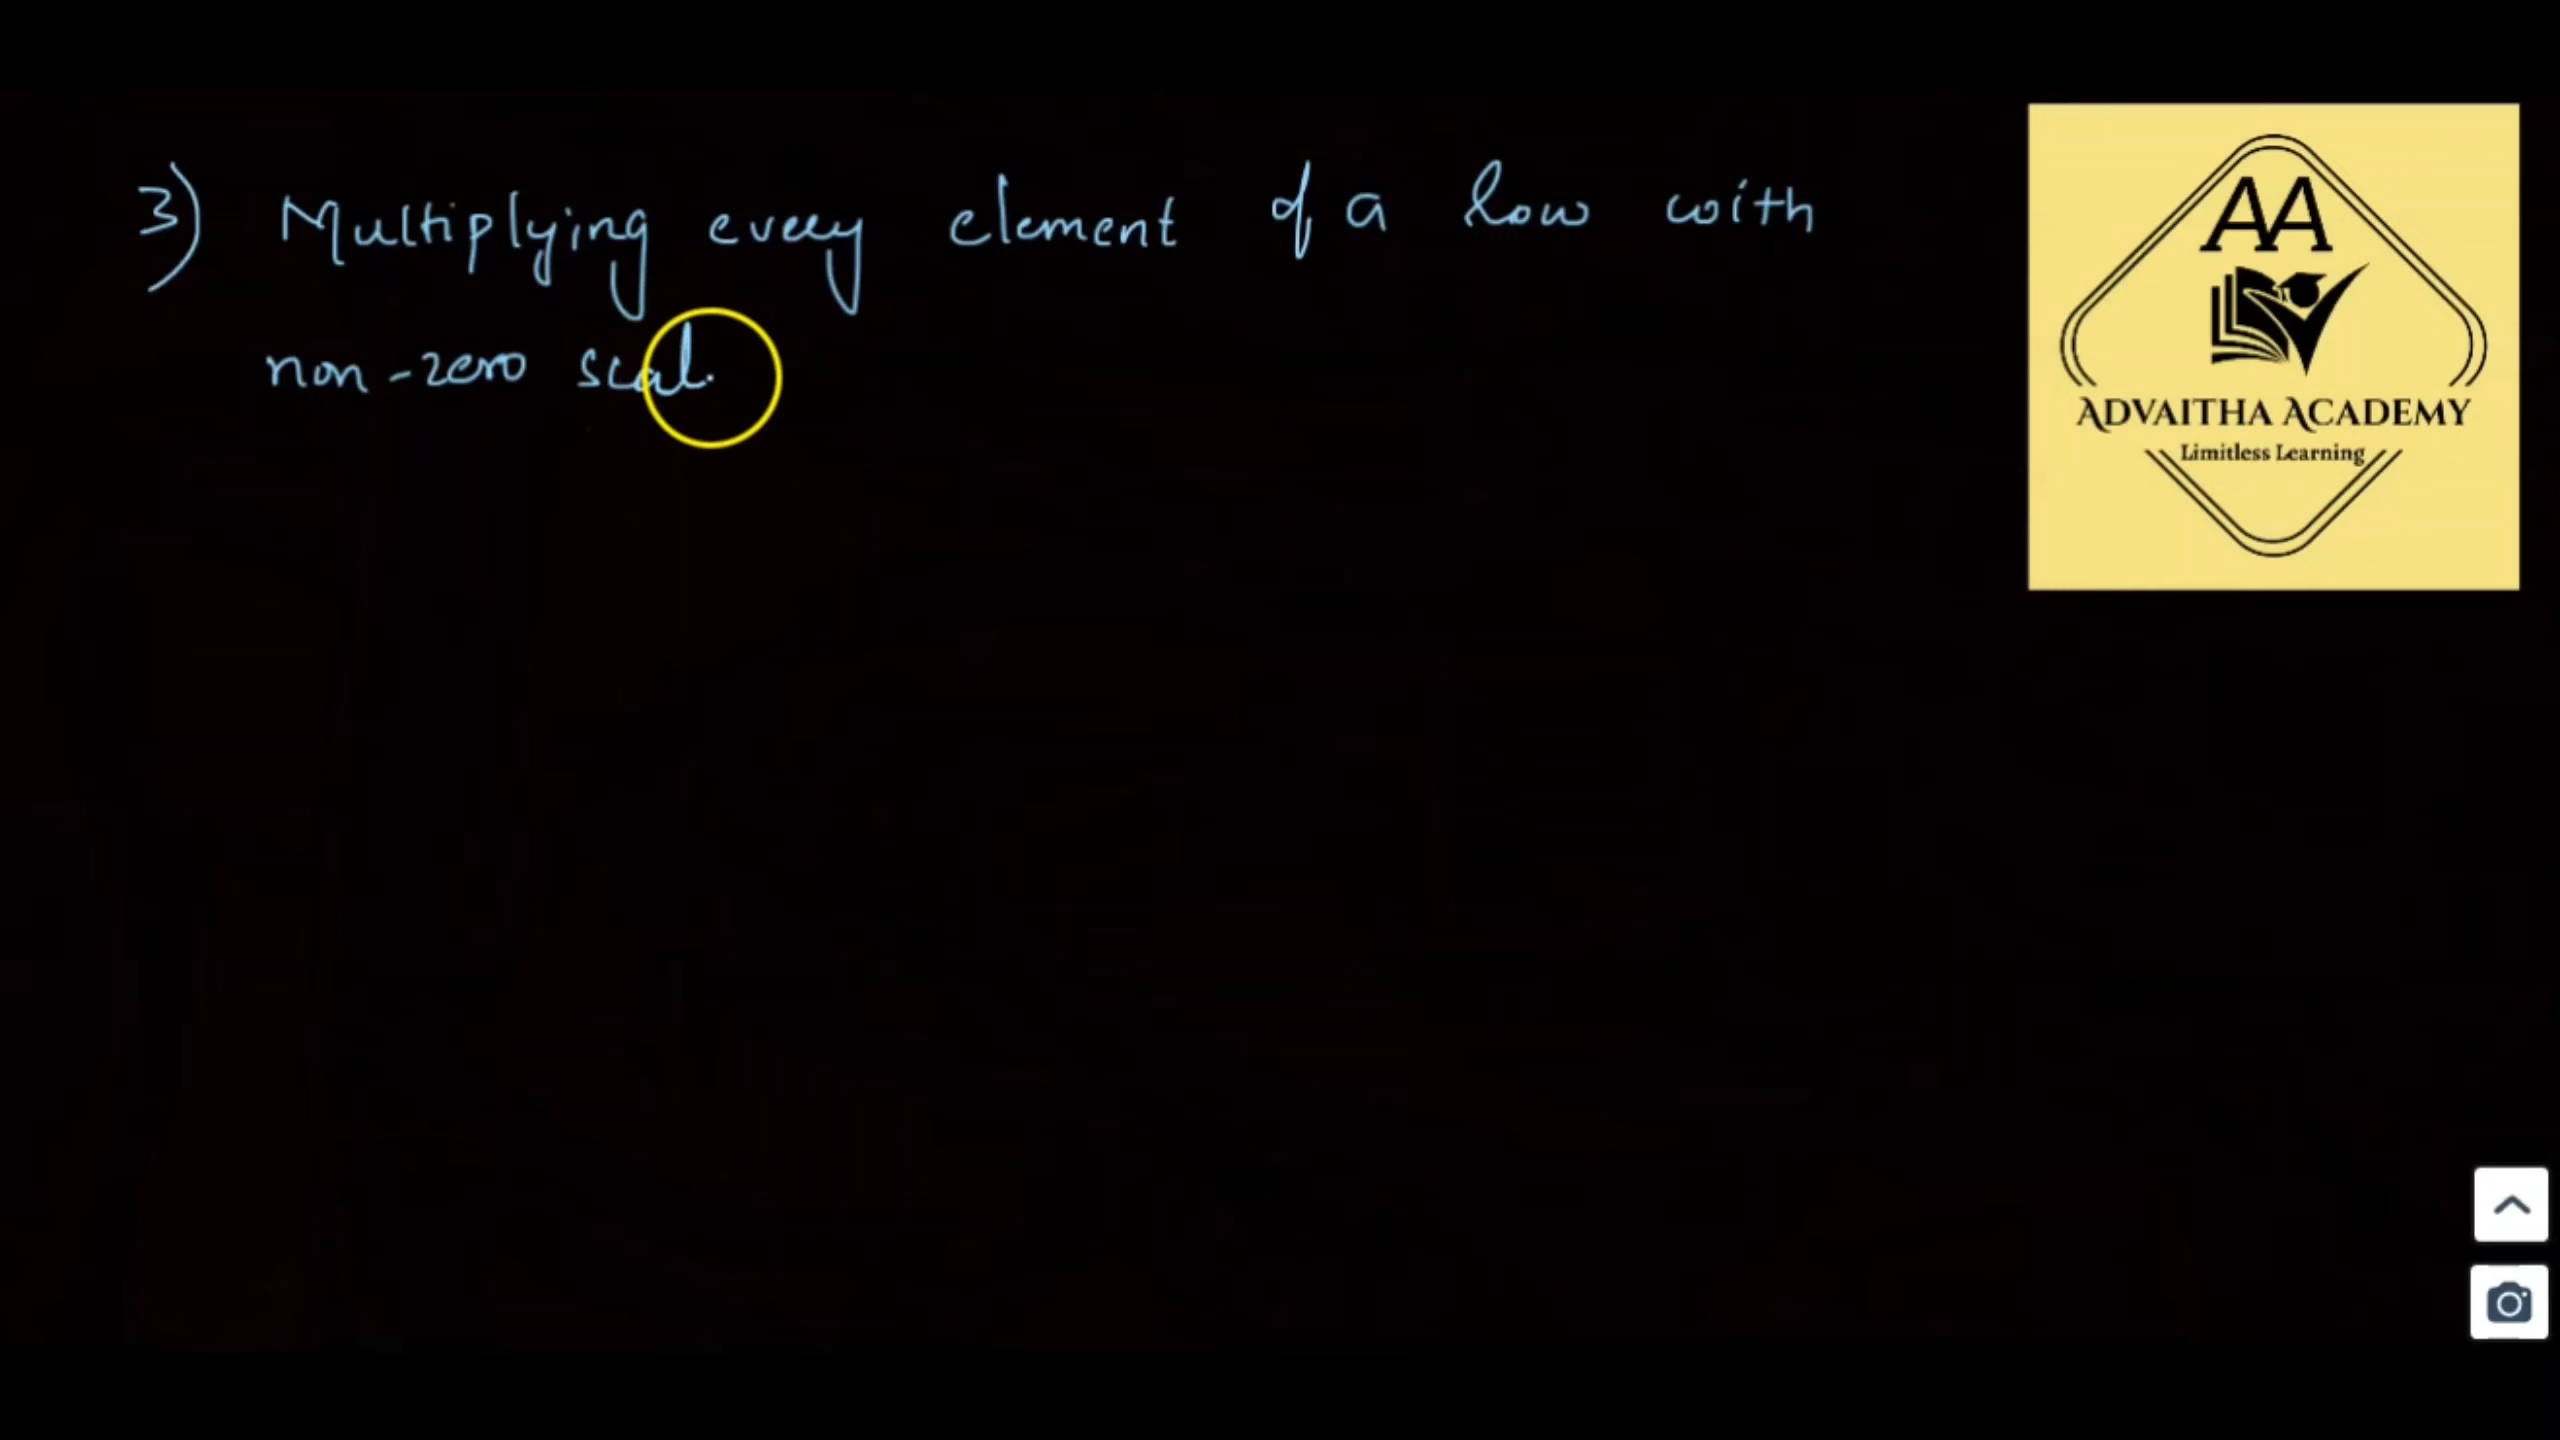 3) Multiplying every element of a row with
non-zero scal.
AA
ADVAITHA ACADEMY
Limitless Learning